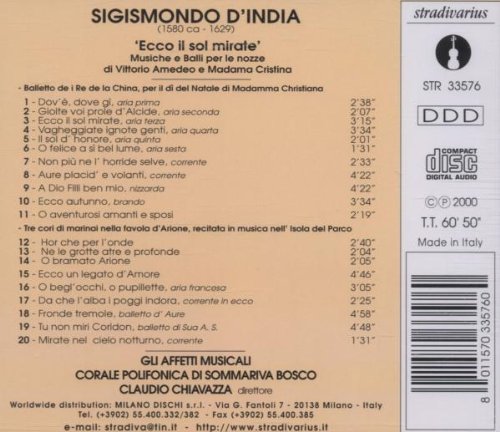 SIGISMONDO D'INDIA
(1580 ca - 1629)
'Ecco il sol mirate'
Musiche e Balli per le nozze
di Vittorio Amedeo e Madama Cristina
- Balletto de i Re de la China, per il dì del Natale di Madamma Christiana
1 - Dov'è, dove gì, aria prima 2'38"
2 - Gioite voi prole d'Alcide, aria seconda 2'07"
3 - Ecco il sol mirate, aria terza 3'15"
4 - Vagheggiate ignote genti, aria quarta 3'34"
5 - Il sol d' honore, aria quinta 2'01"
6 - O felice a sì bel lume, aria sesta 1'31"
7 - Non più ne l' horride selve, corrente 2'33"
8 - Aure placid' e volanti, corrente 4'22"
9 - A Dio Filli ben mio, nizzarda 4'22"
10 - Ecco autunno, brando 3'34"
11 - O aventurosi amanti e sposi 2'19"
- Tre cori di marinai nella favola d'Arione, recitata in musica nell' Isola del Parco
12 - Hor che per l'onde 2'40"
13 - Ne le grotte atre e profonde 2'04"
14 - O bramato Arione 2'05"
15 - Ecco un legato d'Amore 4'46"
16 - O begl'occhi, o pupillette, aria francesa 3'05"
17 - Da che l'alba i poggi indora, corrente in ecco 2'25"
18 - Fronde tremole, balletto d' Aure 4'58"
19 - Tu non miri Coridon, balletto di Sua A. S. 4'48"
20 - Mirate nel cielo notturno, corrente 1'31"
GLI AFFETTI MUSICALI
CORALE POLIFONICA DI SOMMARIVA BOSCO
CLAUDIO CHIAVAZZA direttore
Worldwide distribution: MILANO DISCHI s.r.l. - Via G. Fantoli 7 - 20138 Milano - Italy
Tel. (+3902) 55.400.332/382 - Fax (+3902) 55.400.385
e-mail: stradiva@tin.it - http://www.stradivarius.it
stradivarius
STR 33576
DDD
COMPACT
disc
DIGITAL AUDIO
© ℗ 2000
T.T. 60' 50"
Made in Italy
8 011570 335760